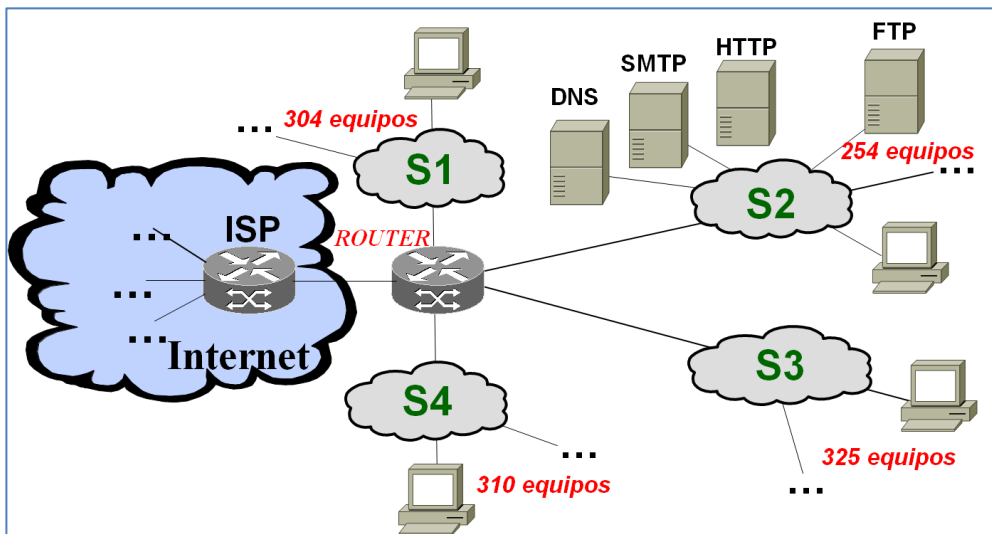 FTP
HTTP
SMTP
DNS
... 304 equipos
254 equipos
...
S1
S2
...
ISP
ROUTER
...
...
Internet
S3
S4
...
325 equipos
310 equipos
...